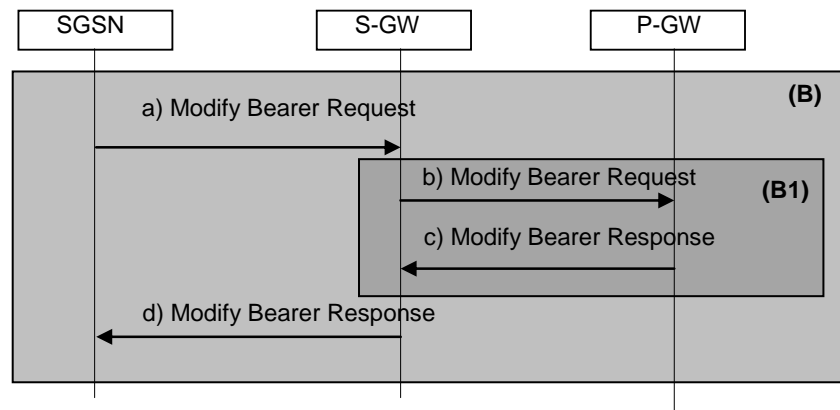 SGSN
S-GW
P-GW
(B)
a) Modify Bearer Request
b) Modify Bearer Request
(B1)
c) Modify Bearer Response
d) Modify Bearer Response